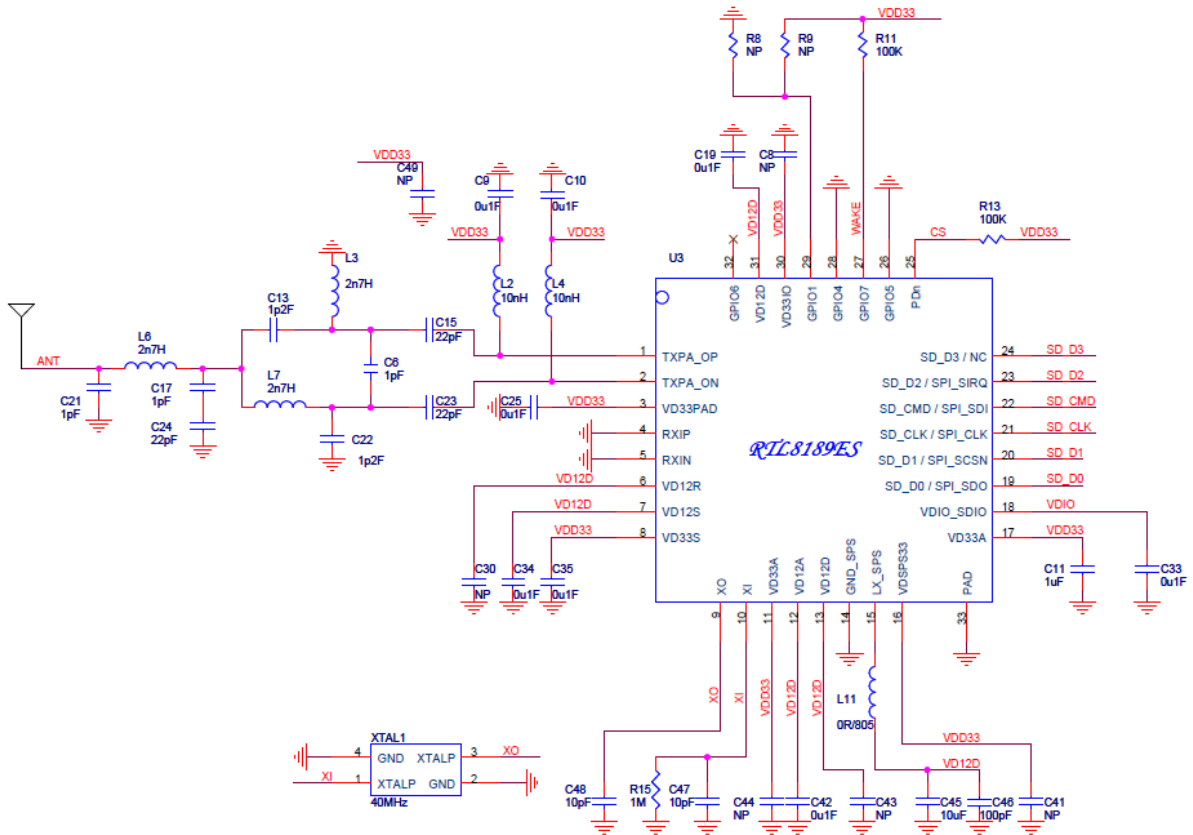 VDD33
R8
NP
R9
NP
R11
100K
C19
0u1F
C8
NP
VDD33
C49
NP
C9
0u1F
C10
0u1F
VD12D
VDD33
WAKE
R13
100K
CS
VDD33
VDD33
VDD33
U3
32
31
30
29
28
27
26
25
GPIO6
VD12D
VD33IO
GPIO1
GPIO4
GPIO7
GPIO5
PDn
L3
2n7H
L2
10nH
L4
10nH
C13
1p2F
C15
22pF
L6
2n7H
ANT
C6
1pF
L7
2n7H
C21
1pF
C17
1pF
C24
22pF
C23
22pF
C22
1p2F
C25
0u1F
VDD33
1
TXPA_OP
2
TXPA_ON
3
VD33PAD
4
RXIP
5
RXIN
VD12D
6
VD12R
VD12D
7
VD12S
VDD33
8
VD33S
RTL8189ES
SD_D3 / NC
24
SD_D3
SD_D2 / SPI_SIRQ
23
SD_D2
SD_CMD / SPI_SDI
22
SD_CMD
SD_CLK / SPI_CLK
21
SD_CLK
SD_D1 / SPI_SCSN
20
SD_D1
SD_D0 / SPI_SDO
19
SD_D0
VDIO_SDIO
18
VDIO
VD33A
17
VDD33
C30
NP
C34
0u1F
C35
0u1F
C11
1uF
C33
0u1F
XO
XI
VD33A
VD12A
VD12D
GND_SPS
LX_SPS
VDSPS33
PAD
9
10
11
12
13
14
15
16
33
XO
XI
VDD33
VD12D
VD12D
L11
0R/805
VDD33
VD12D
XTAL1
4
GND
XTALP
3
XO
XI
1
XTALP
GND
2
40MHz
C48
10pF
R15
1M
C47
10pF
C44
NP
C42
0u1F
C43
NP
C45
10uF
C46
100pF
C41
NP